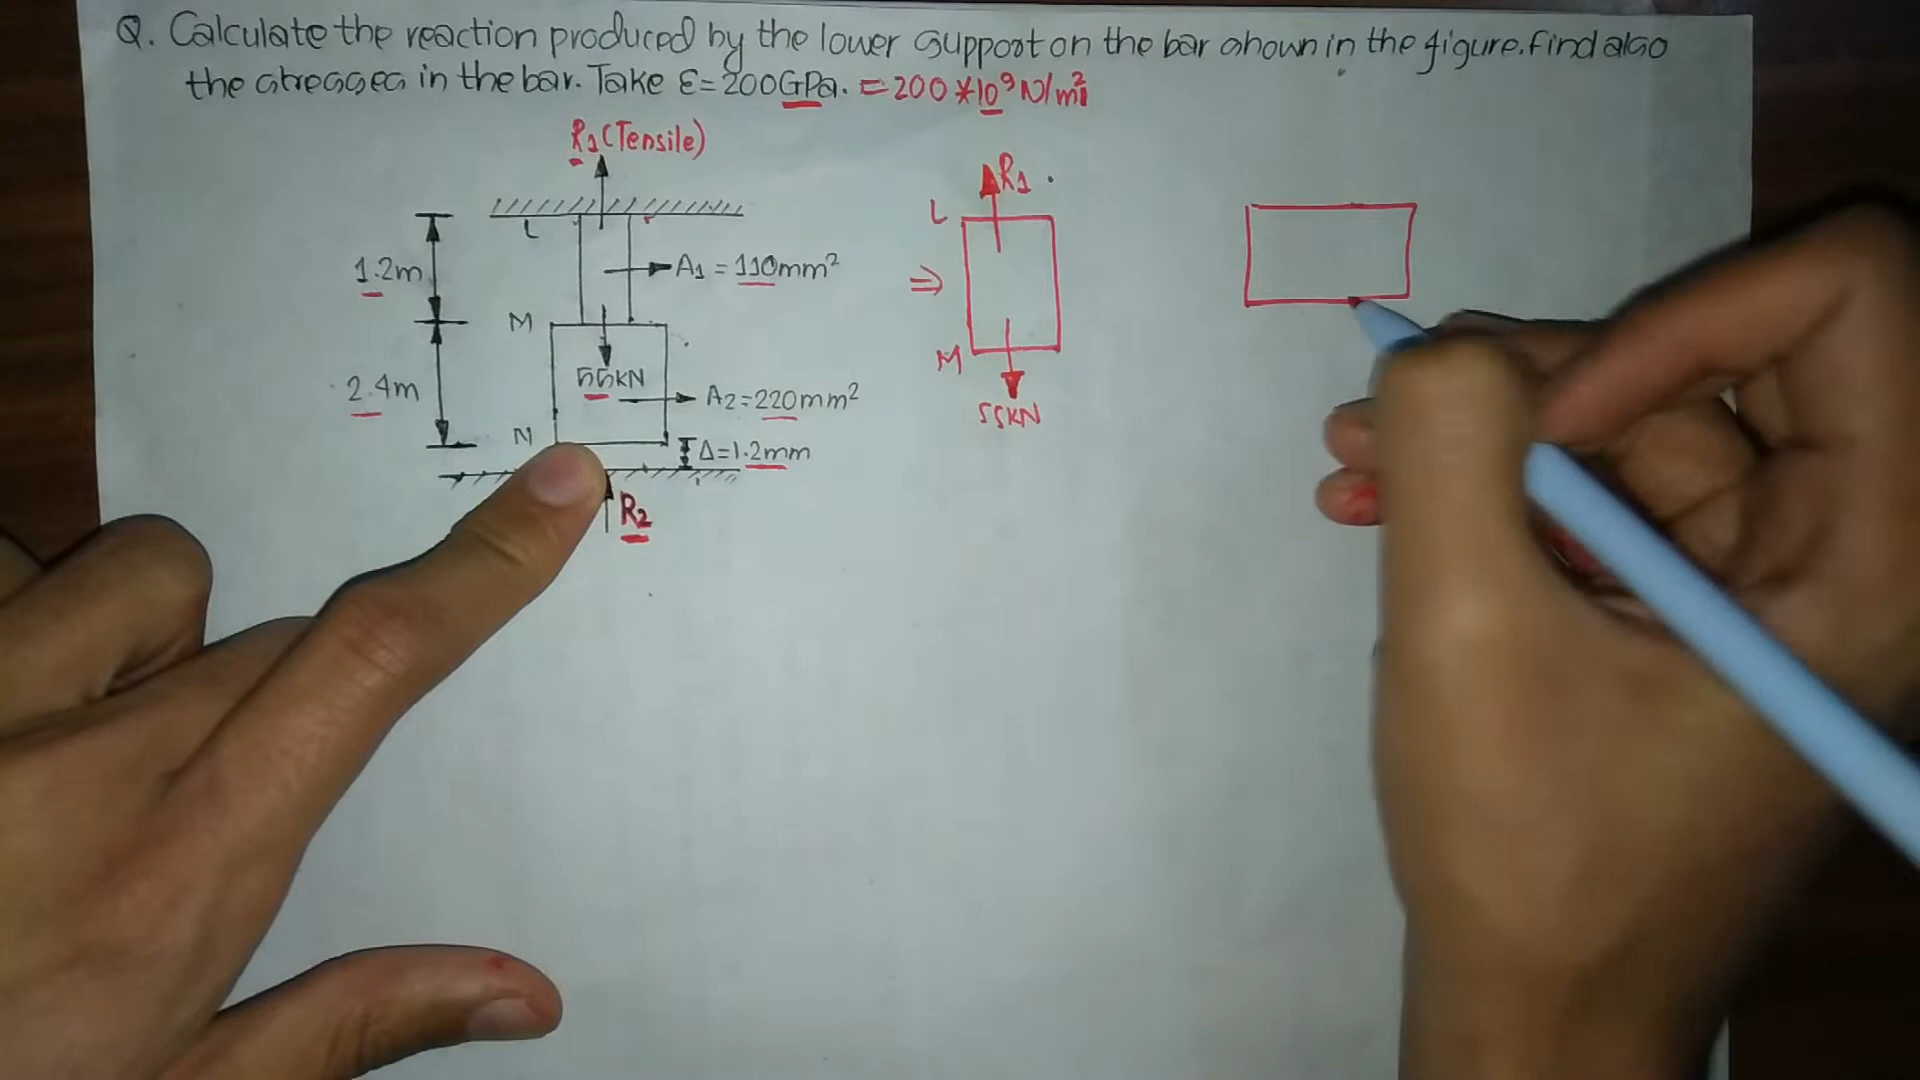 Q. Calculate the reaction produced by the lower support on the bar shown in the figure. find also
the stresses in the bar. Take ε = 200GPa. = 200 * 10⁹ N/m²
R1 (Tensile)
R1
L
L
1.2m
A1 = 110mm²
⇒
M
M
55KN
2.4m
A2 = 220mm²
55KN
N
Δ=1.2mm
R2